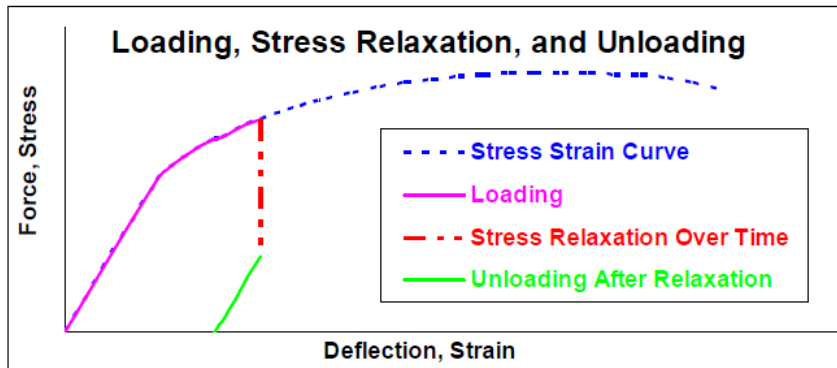 Loading, Stress Relaxation, and Unloading
Force, Stress
Stress Strain Curve
Loading
Stress Relaxation Over Time
Unloading After Relaxation
Deflection, Strain